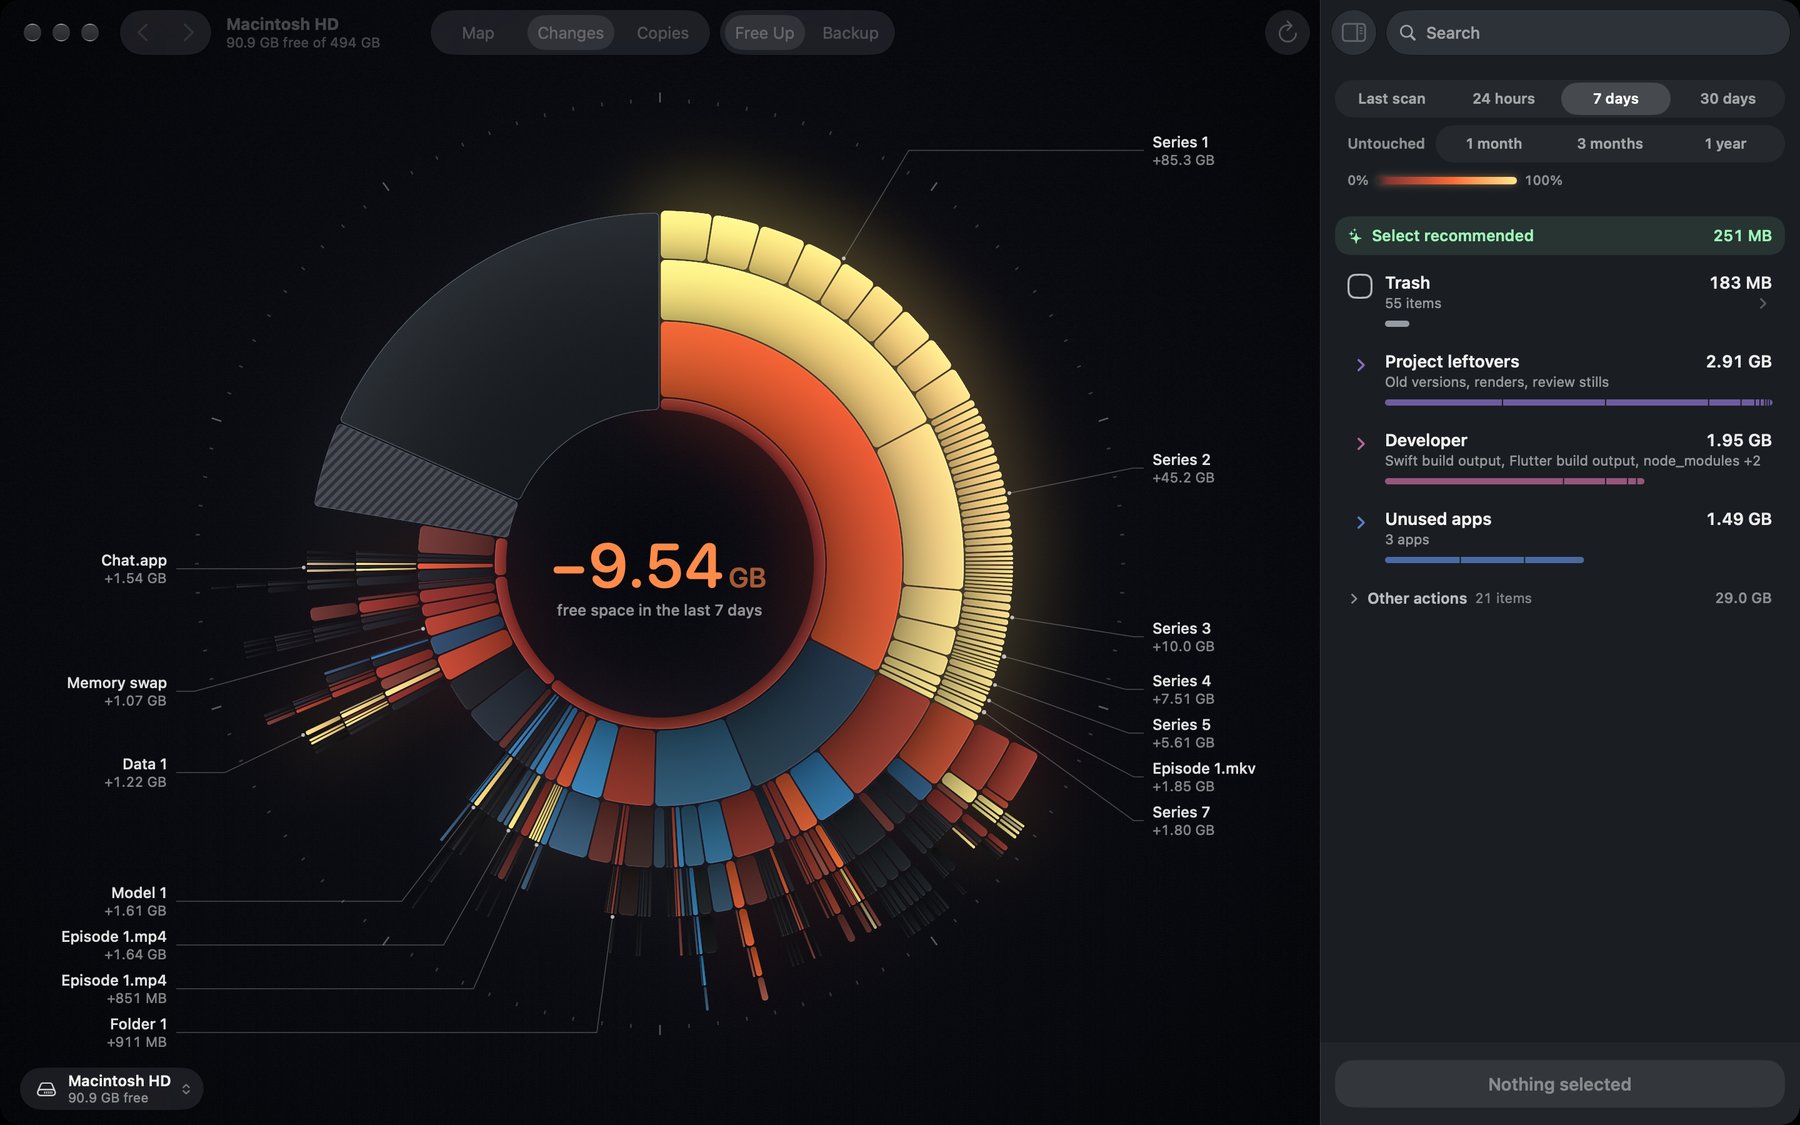 Macintosh HD
90.9 GB free of 494 GB
Map
Changes
Copies
Free Up
Backup
Search
Last scan
24 hours
7 days
30 days
Untouched
1 month
3 months
1 year
0%
100%
Select recommended
251 MB
Trash
183 MB
55 items
Project leftovers
2.91 GB
Old versions, renders, review stills
Developer
1.95 GB
Swift build output, Flutter build output, node_modules +2
Unused apps
1.49 GB
3 apps
Other actions 21 items
29.0 GB
Nothing selected
Series 1
+85.3 GB
Series 2
+45.2 GB
Series 3
+10.0 GB
Series 4
+7.51 GB
Series 5
+5.61 GB
Episode 1.mkv
+1.85 GB
Series 7
+1.80 GB
−9.54 GB
free space in the last 7 days
Chat.app
+1.54 GB
Memory swap
+1.07 GB
Data 1
+1.22 GB
Model 1
+1.61 GB
Episode 1.mp4
+1.64 GB
Episode 1.mp4
+851 MB
Folder 1
+911 MB
Macintosh HD
90.9 GB free